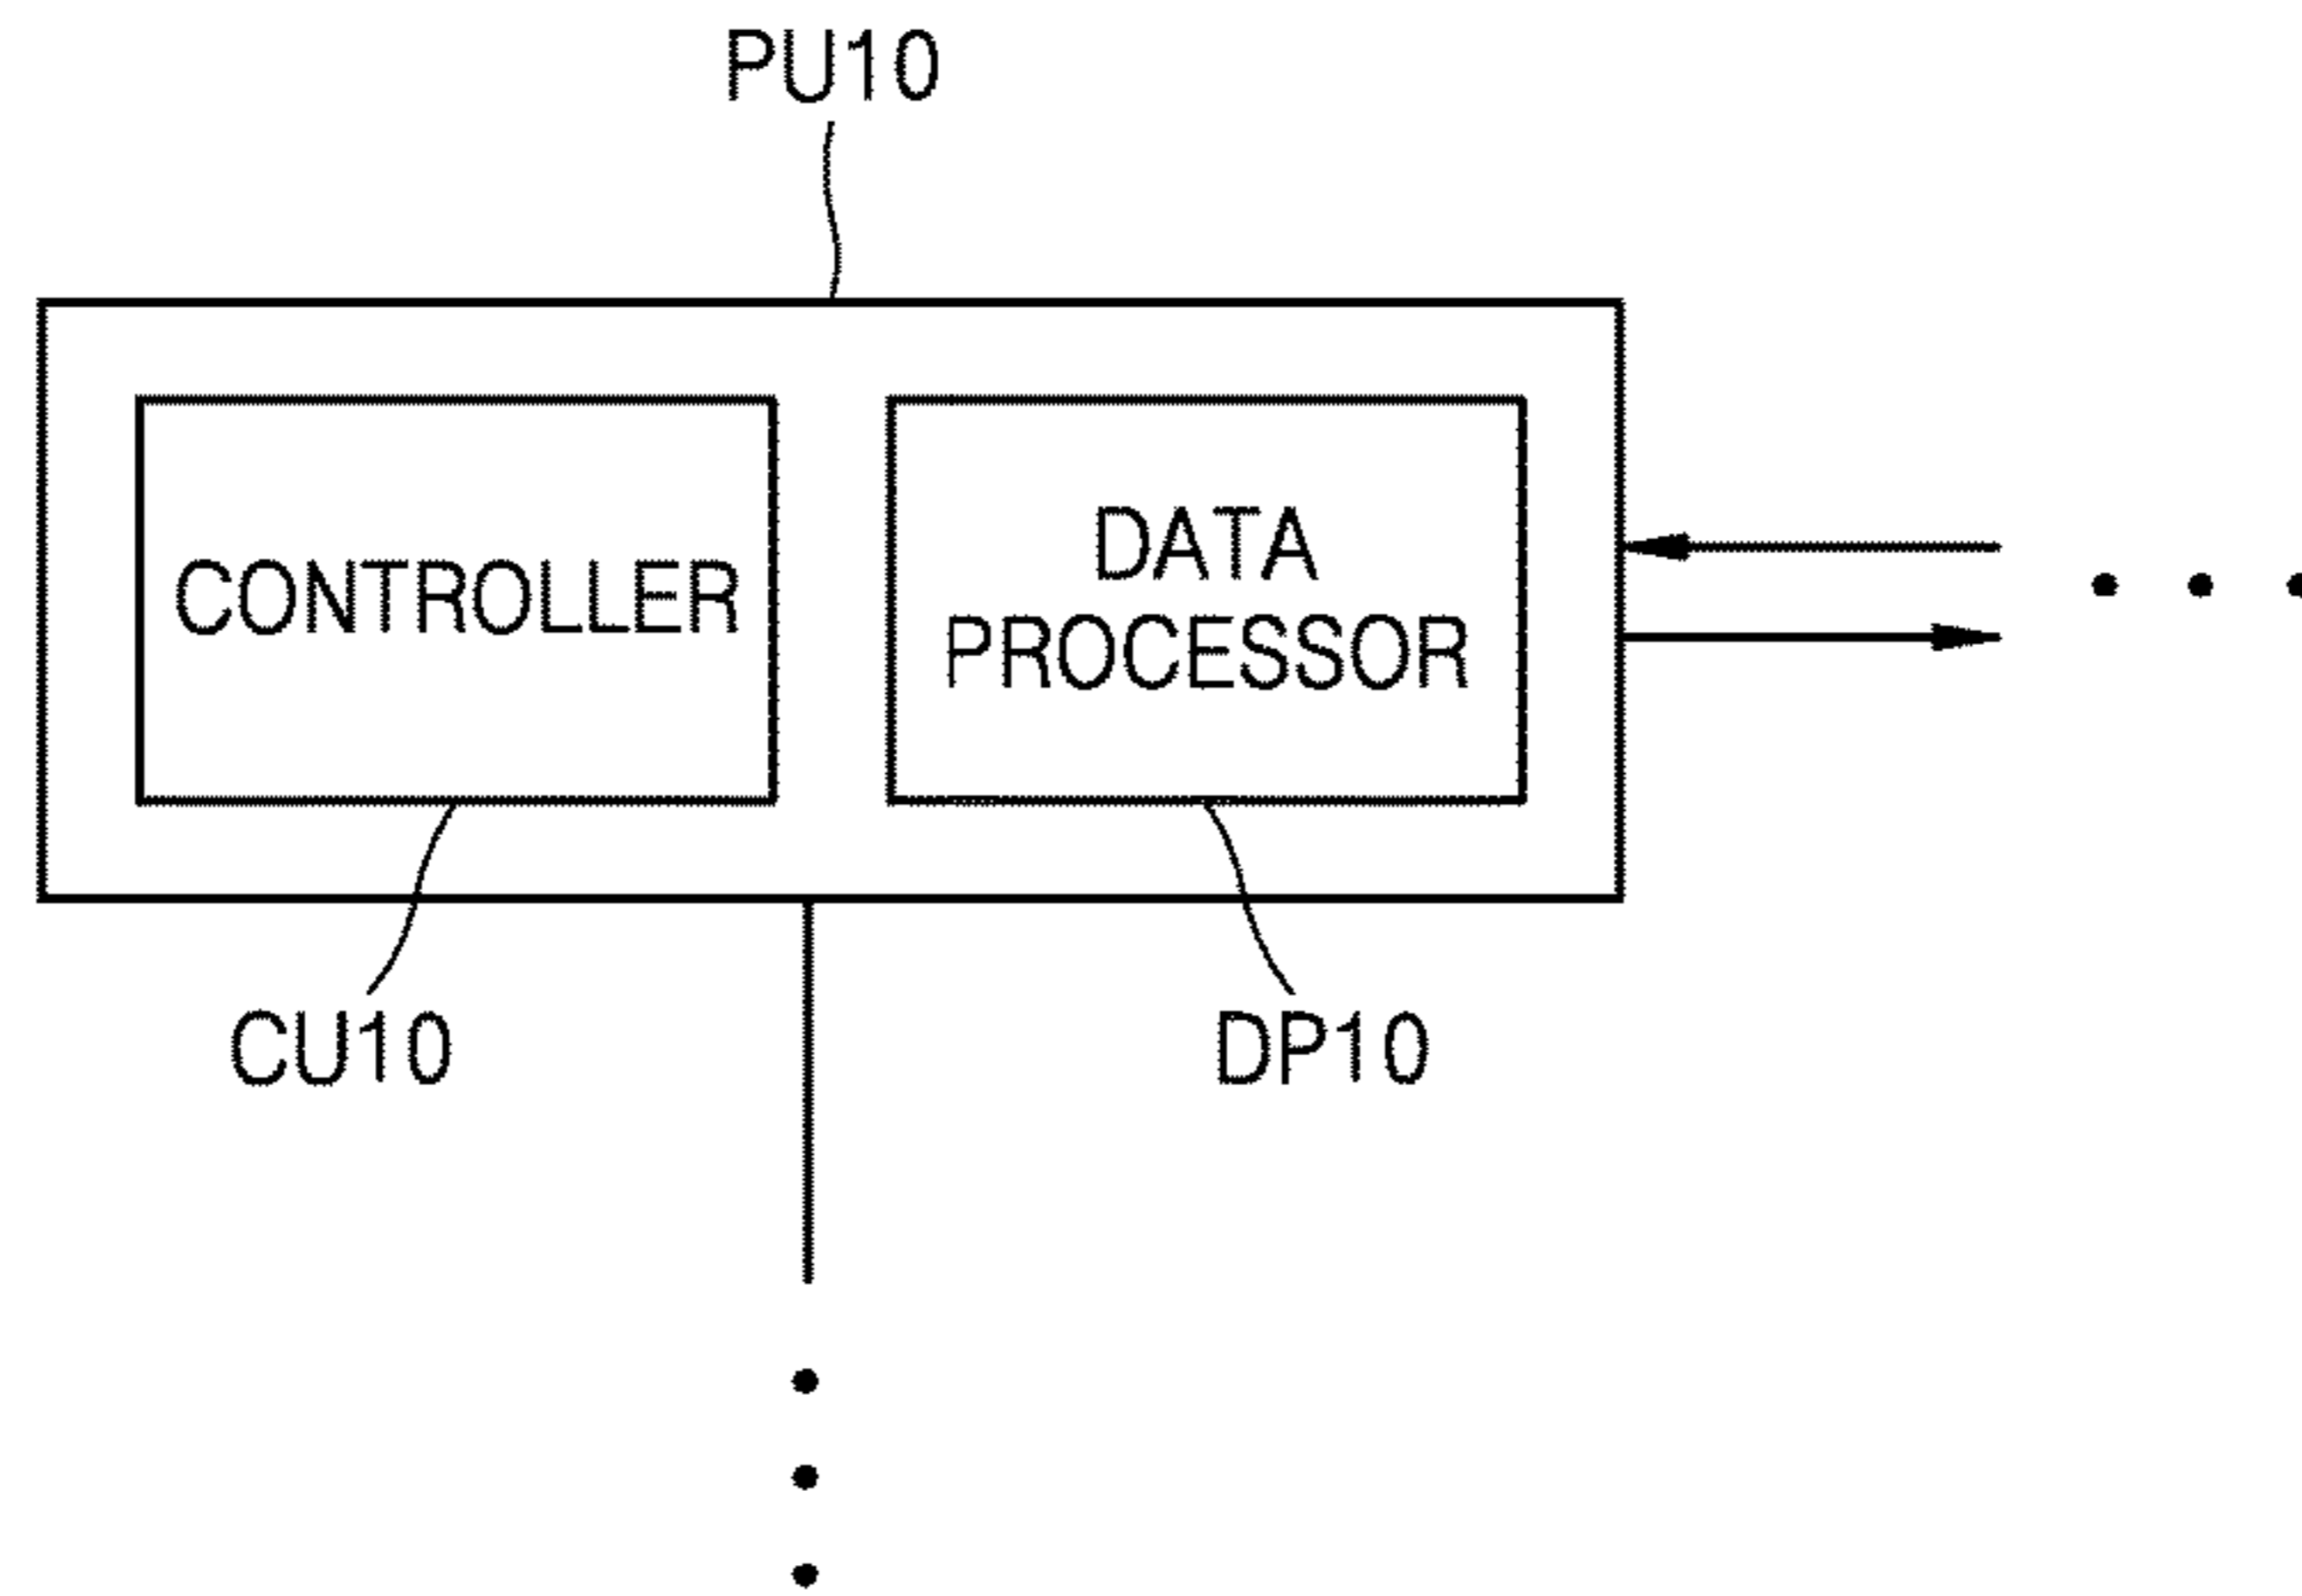 PU10
CONTROLLER
DATA
PROCESSOR
CU10
DP10